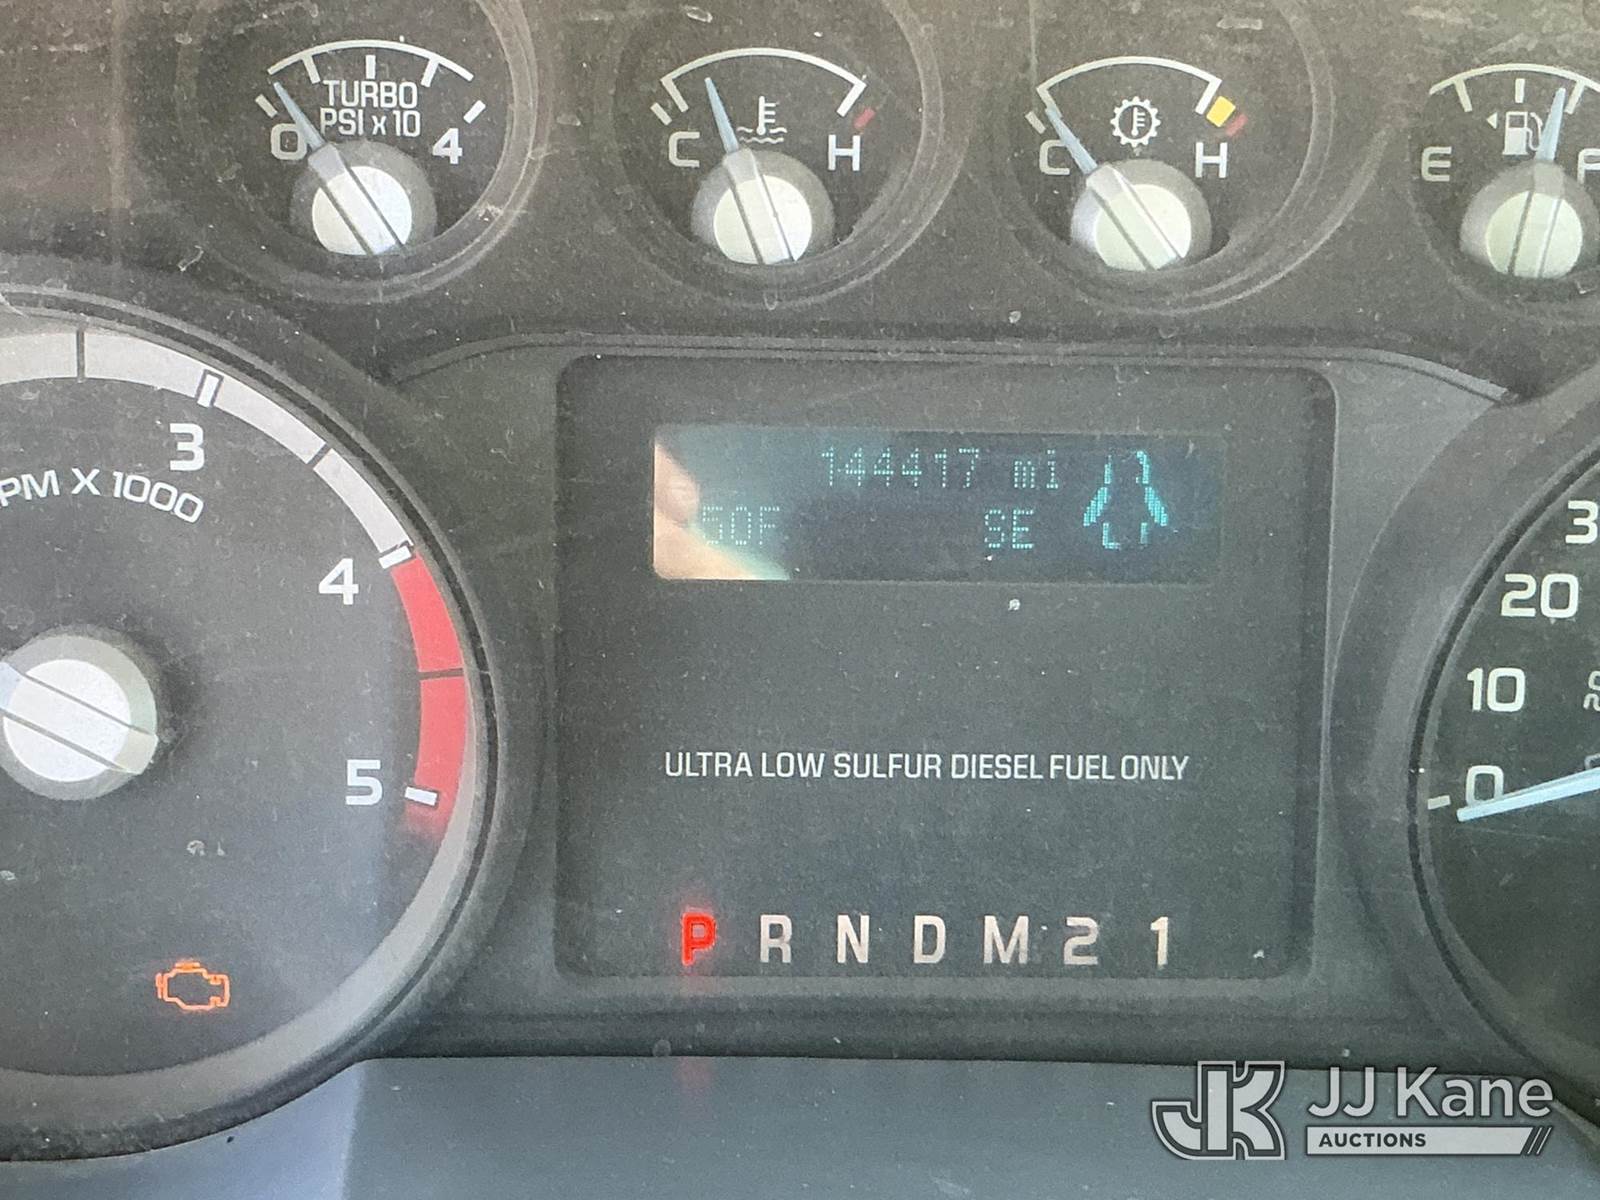 TURBO
PSI x 10
0 4
C H
C H
E F
144417 mi
50F SE
3
4
5
PM X 1000
ULTRA LOW SULFUR DIESEL FUEL ONLY
P R N D M 2 1
20
10
0
JK JJ Kane
AUCTIONS